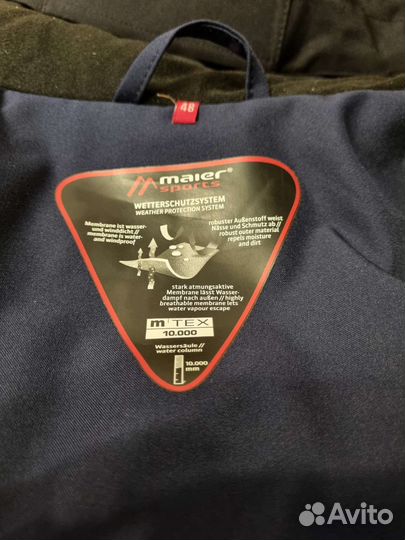 48
maier®
sports
WETTERSCHUTZSYSTEM
WEATHER PROTECTION SYSTEM
Membrane ist wasser-
und winddicht //
membrane is water-
and windproof
robuster Außenstoff weist
Nässe und Schmutz ab //
robust outer material
repels moisture
and dirt
stark atmungsaktive
Membrane lässt Wasser-
dampf nach außen // highly
breathable membrane lets
water vapour escape
m TEX
10.000
Wassersäule //
water column
10.000
mm
Avito